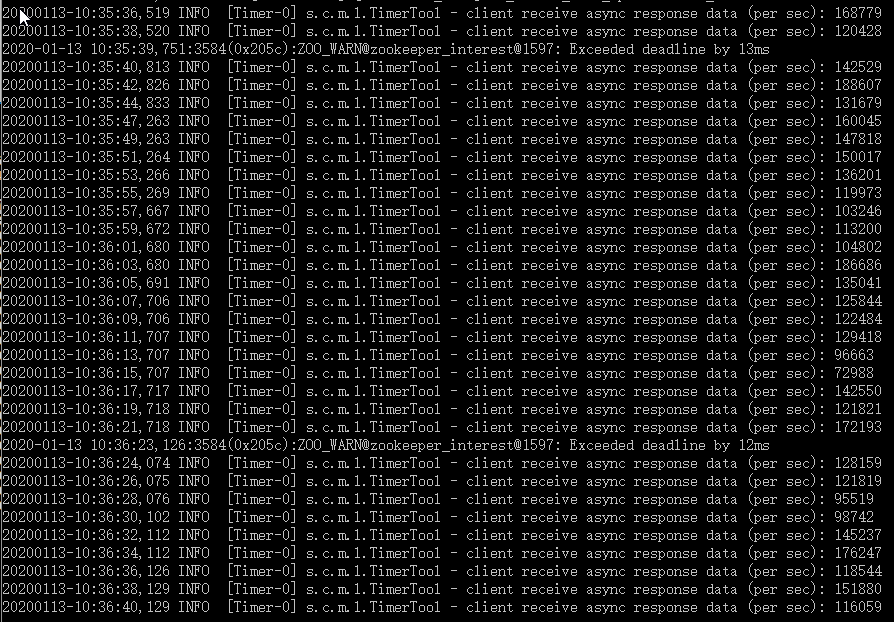 20200113-10:35:36,519 INFO  [Timer-0] s.c.m.l.TimerTool - client receive async response data (per sec): 168779
20200113-10:35:38,520 INFO  [Timer-0] s.c.m.l.TimerTool - client receive async response data (per sec): 120428
2020-01-13 10:35:39,751:3584(0x205c):ZOO_WARN@zookeeper_interest@1597: Exceeded deadline by 13ms
20200113-10:35:40,813 INFO  [Timer-0] s.c.m.l.TimerTool - client receive async response data (per sec): 142529
20200113-10:35:42,826 INFO  [Timer-0] s.c.m.l.TimerTool - client receive async response data (per sec): 188607
20200113-10:35:44,833 INFO  [Timer-0] s.c.m.l.TimerTool - client receive async response data (per sec): 131679
20200113-10:35:47,263 INFO  [Timer-0] s.c.m.l.TimerTool - client receive async response data (per sec): 160045
20200113-10:35:49,263 INFO  [Timer-0] s.c.m.l.TimerTool - client receive async response data (per sec): 147818
20200113-10:35:51,264 INFO  [Timer-0] s.c.m.l.TimerTool - client receive async response data (per sec): 150017
20200113-10:35:53,266 INFO  [Timer-0] s.c.m.l.TimerTool - client receive async response data (per sec): 136201
20200113-10:35:55,269 INFO  [Timer-0] s.c.m.l.TimerTool - client receive async response data (per sec): 119973
20200113-10:35:57,667 INFO  [Timer-0] s.c.m.l.TimerTool - client receive async response data (per sec): 103246
20200113-10:35:59,672 INFO  [Timer-0] s.c.m.l.TimerTool - client receive async response data (per sec): 113200
20200113-10:36:01,680 INFO  [Timer-0] s.c.m.l.TimerTool - client receive async response data (per sec): 104802
20200113-10:36:03,680 INFO  [Timer-0] s.c.m.l.TimerTool - client receive async response data (per sec): 186686
20200113-10:36:05,691 INFO  [Timer-0] s.c.m.l.TimerTool - client receive async response data (per sec): 135041
20200113-10:36:07,706 INFO  [Timer-0] s.c.m.l.TimerTool - client receive async response data (per sec): 125844
20200113-10:36:09,706 INFO  [Timer-0] s.c.m.l.TimerTool - client receive async response data (per sec): 122484
20200113-10:36:11,707 INFO  [Timer-0] s.c.m.l.TimerTool - client receive async response data (per sec): 129418
20200113-10:36:13,707 INFO  [Timer-0] s.c.m.l.TimerTool - client receive async response data (per sec): 96663
20200113-10:36:15,707 INFO  [Timer-0] s.c.m.l.TimerTool - client receive async response data (per sec): 72988
20200113-10:36:17,717 INFO  [Timer-0] s.c.m.l.TimerTool - client receive async response data (per sec): 142550
20200113-10:36:19,718 INFO  [Timer-0] s.c.m.l.TimerTool - client receive async response data (per sec): 121821
20200113-10:36:21,718 INFO  [Timer-0] s.c.m.l.TimerTool - client receive async response data (per sec): 172193
2020-01-13 10:36:23,126:3584(0x205c):ZOO_WARN@zookeeper_interest@1597: Exceeded deadline by 12ms
20200113-10:36:24,074 INFO  [Timer-0] s.c.m.l.TimerTool - client receive async response data (per sec): 128159
20200113-10:36:26,075 INFO  [Timer-0] s.c.m.l.TimerTool - client receive async response data (per sec): 121819
20200113-10:36:28,076 INFO  [Timer-0] s.c.m.l.TimerTool - client receive async response data (per sec): 95519
20200113-10:36:30,102 INFO  [Timer-0] s.c.m.l.TimerTool - client receive async response data (per sec): 98742
20200113-10:36:32,112 INFO  [Timer-0] s.c.m.l.TimerTool - client receive async response data (per sec): 145237
20200113-10:36:34,112 INFO  [Timer-0] s.c.m.l.TimerTool - client receive async response data (per sec): 176247
20200113-10:36:36,126 INFO  [Timer-0] s.c.m.l.TimerTool - client receive async response data (per sec): 118544
20200113-10:36:38,129 INFO  [Timer-0] s.c.m.l.TimerTool - client receive async response data (per sec): 151880
20200113-10:36:40,129 INFO  [Timer-0] s.c.m.l.TimerTool - client receive async response data (per sec): 116059